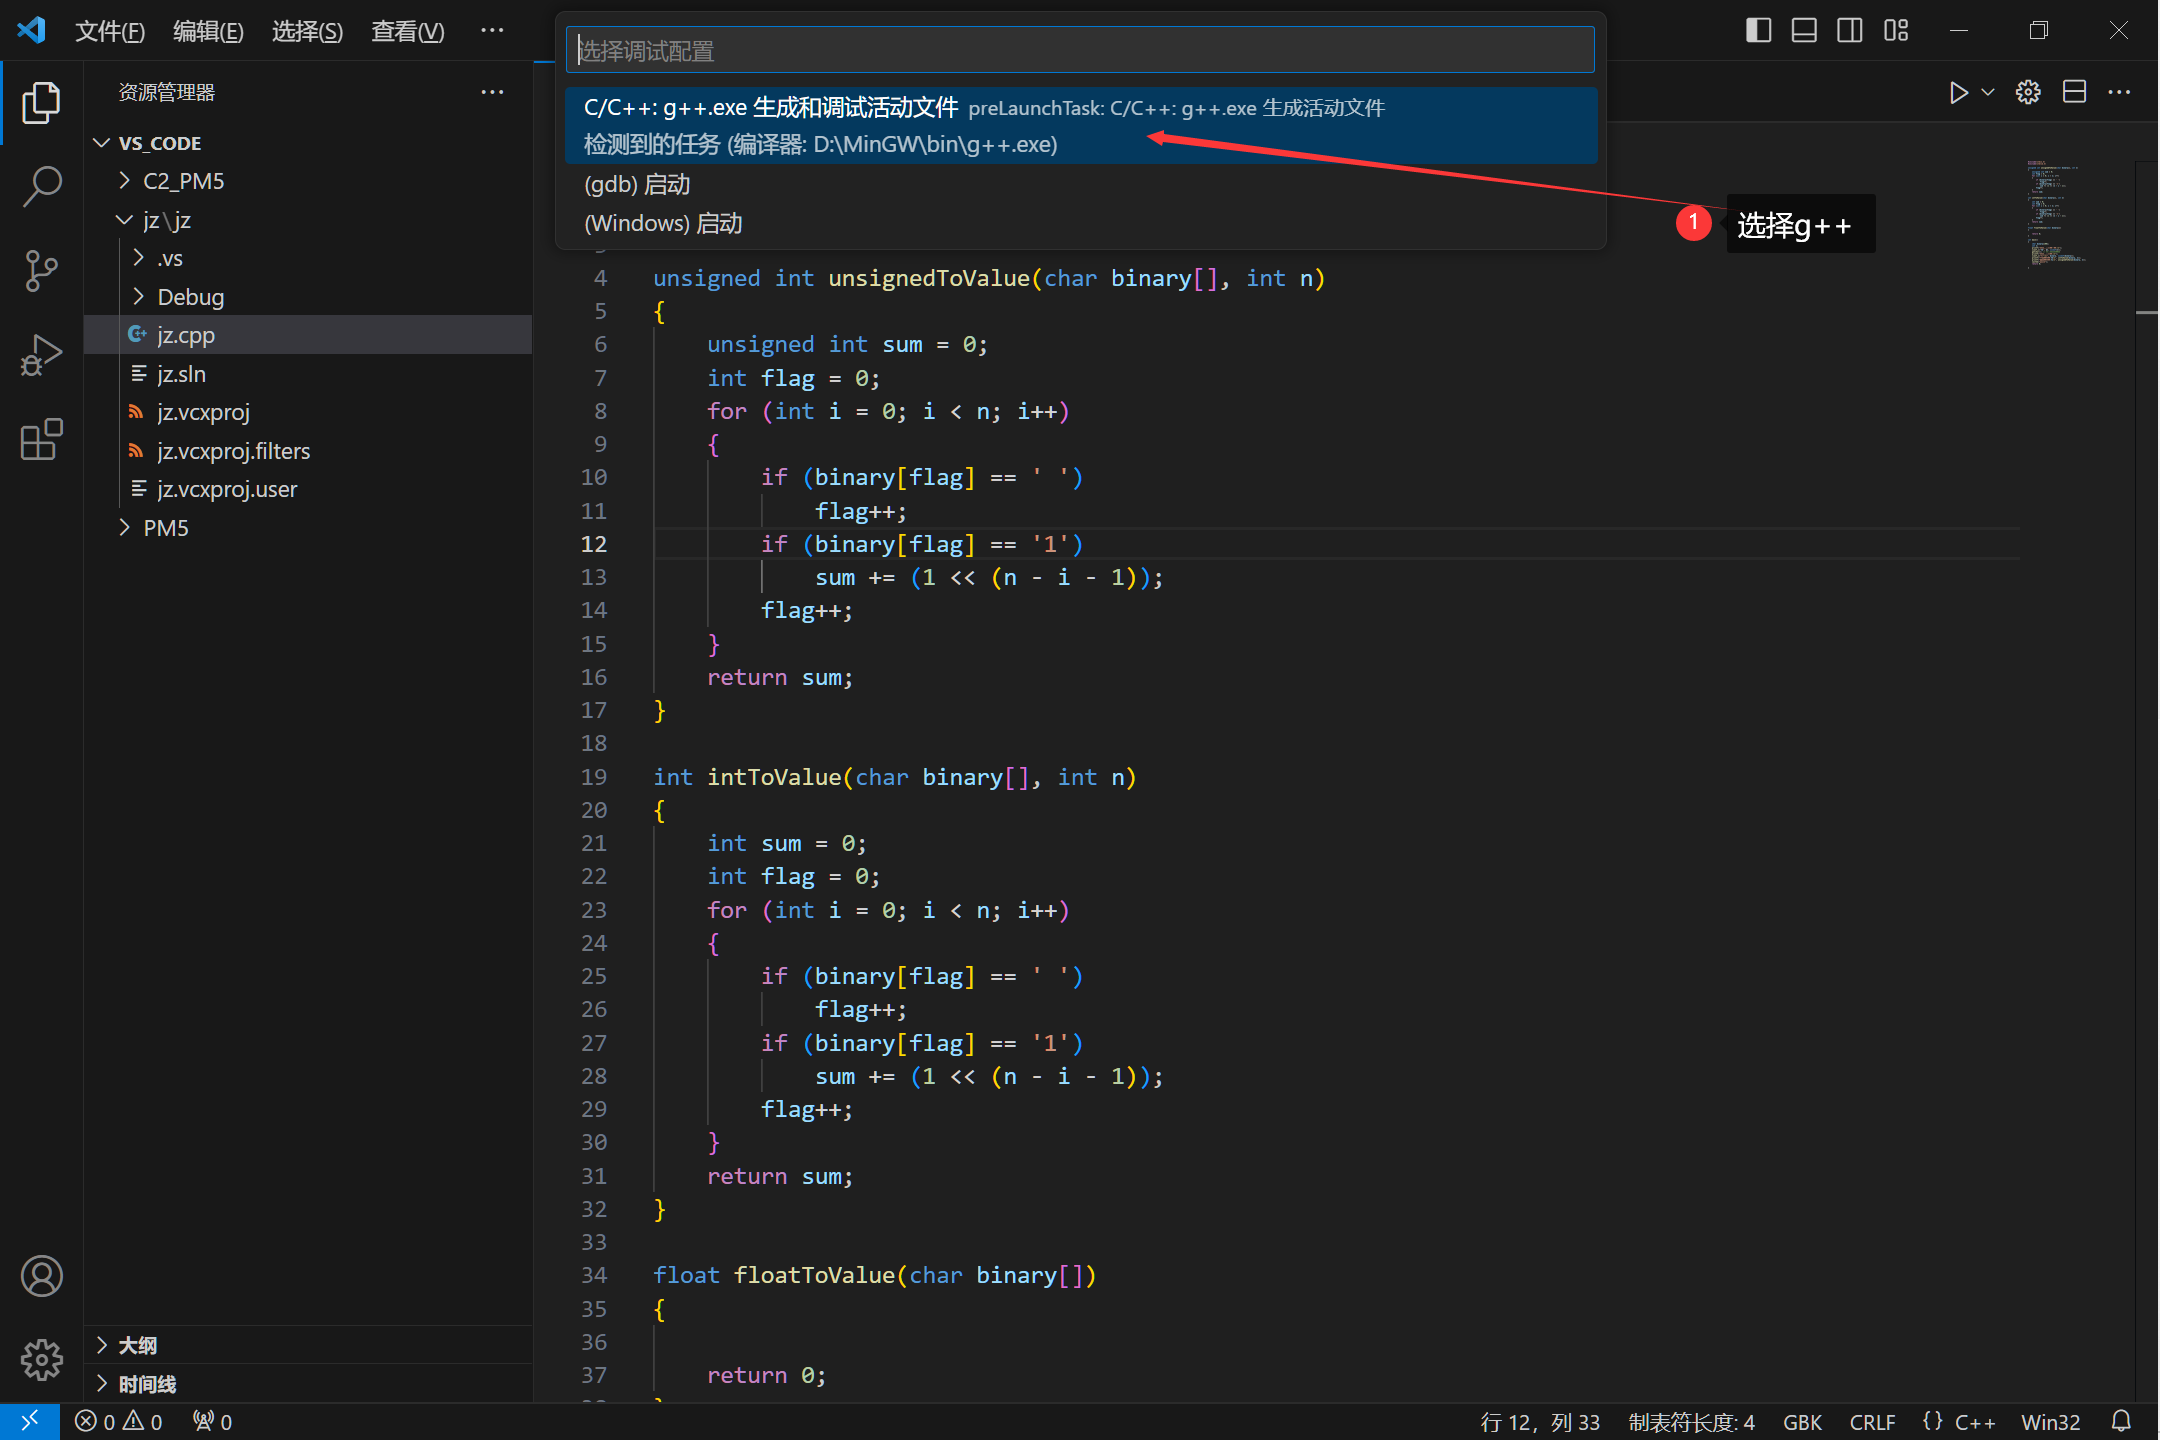 文件(F) 编辑(E) 选择(S) 查看(V) ···
选择调试配置
C/C++: g++.exe 生成和调试活动文件 preLaunchTask: C/C++: g++.exe 生成活动文件
检测到的任务 (编译器: D:\MinGW\bin\g++.exe)
(gdb) 启动
(Windows) 启动
1 选择g++
资源管理器
VS_CODE
C2_PM5
jz\jz
.vs
Debug
jz.cpp
jz.sln
jz.vcxproj
jz.vcxproj.filters
jz.vcxproj.user
PM5
大纲
时间线
4 unsigned int unsignedToValue(char binary[], int n)
5 {
6 unsigned int sum = 0;
7 int flag = 0;
8 for (int i = 0; i < n; i++)
9 {
10 if (binary[flag] == ' ')
11 flag++;
12 if (binary[flag] == '1')
13 sum += (1 << (n - i - 1));
14 flag++;
15 }
16 return sum;
17 }
18
19 int intToValue(char binary[], int n)
20 {
21 int sum = 0;
22 int flag = 0;
23 for (int i = 0; i < n; i++)
24 {
25 if (binary[flag] == ' ')
26 flag++;
27 if (binary[flag] == '1')
28 sum += (1 << (n - i - 1));
29 flag++;
30 }
31 return sum;
32 }
33
34 float floatToValue(char binary[])
35 {
36
37 return 0;
0 0 0
行 12，列 33 制表符长度: 4 GBK CRLF {} C++ Win32